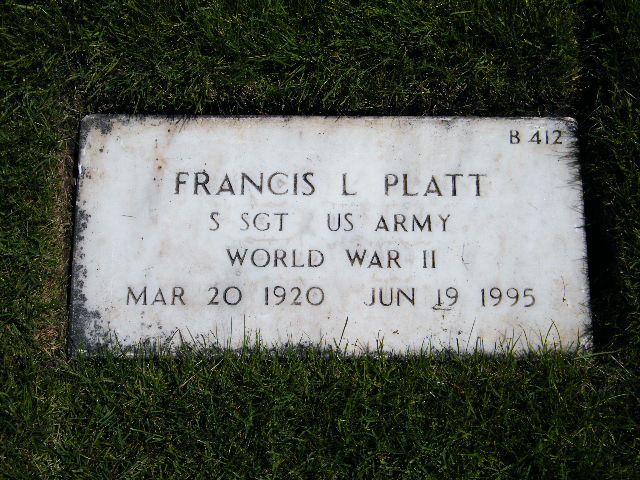 B 412
FRANCIS L PLATT
S SGT US ARMY
WORLD WAR II
MAR 20 1920 JUN 19 1995